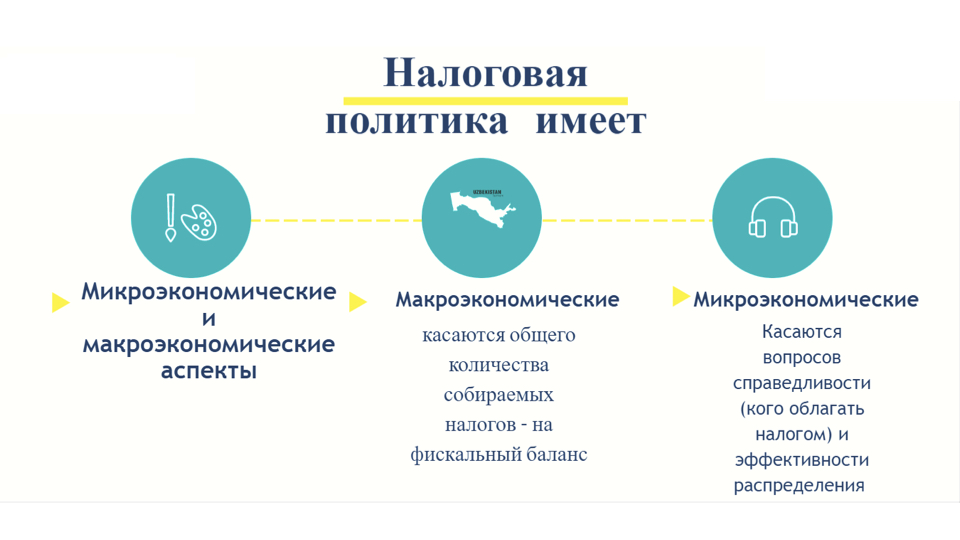 Налоговая
политика имеет
UZBEKISTAN
Микроэкономические
и
макроэкономические
аспекты
Макроэкономические
касаются общего
количества
собираемых
налогов - на
фискальный баланс
Микроэкономические
Касаются
вопросов
справедливости
(кого облагать
налогом) и
эффективности
распределения